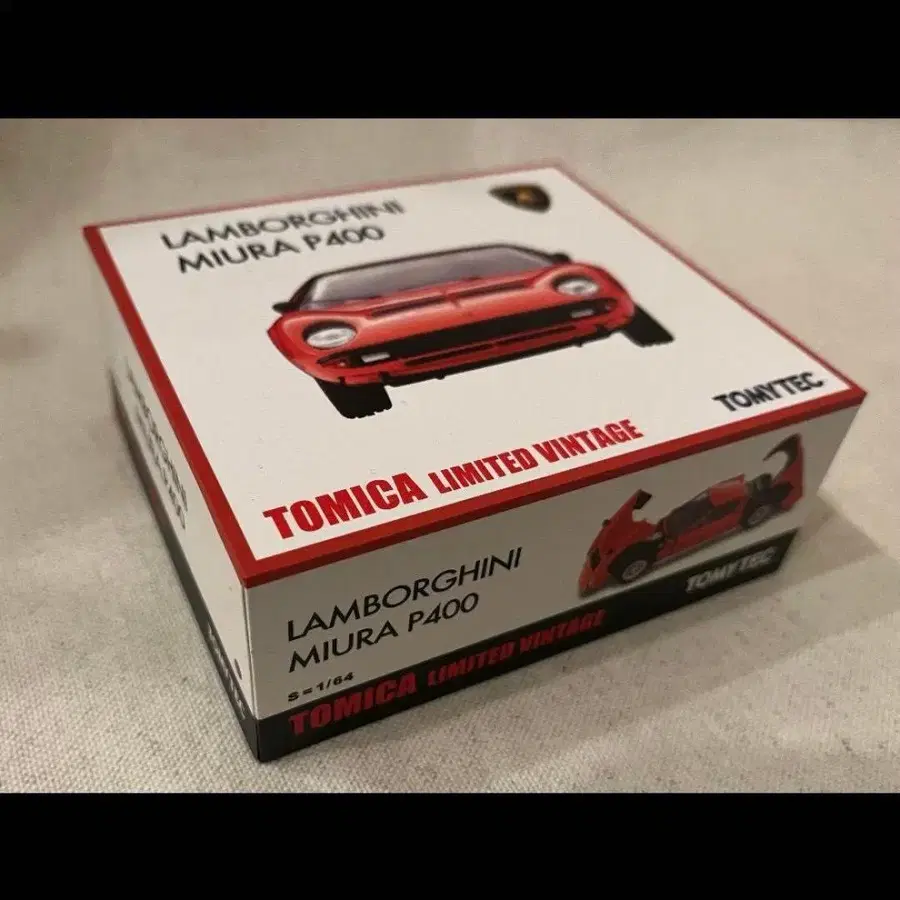 LAMBORGHINI
MIURA P400
TOMYTEC
TOMICA LIMITED VINTAGE
LAMBORGHINI
MIURA P400
S=1/64
TOMYTEC
TOMICA LIMITED VINTAGE